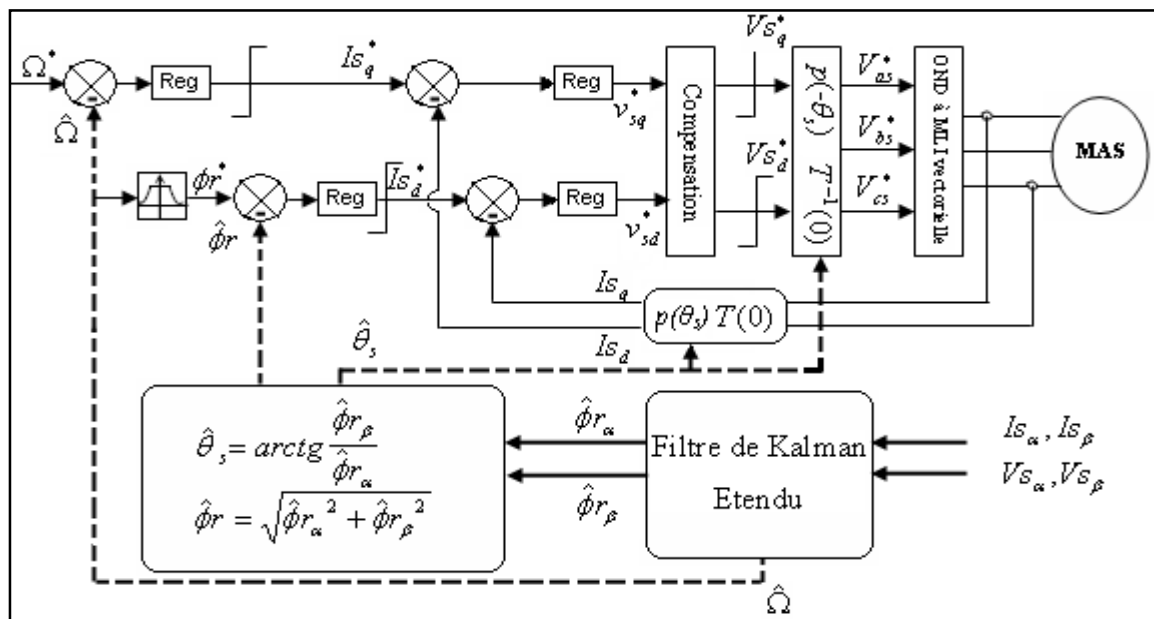 Ω*
Reg
Is_q*
Reg
v_sq*
Compensation
Vs_q*
p(-θ_s) T⁻¹(0)
V_as*
V_bs*
V_cs*
OND à MLI vectorièlle
MAS
Ω̂
ϕr*
ϕ̂r
Reg
Is_d*
Reg
v_sd*
Vs_d*
Is_q
p(θ_s) T(0)
Is_d
θ̂_s
θ̂_s = arctg ϕ̂r_β / ϕ̂r_α
ϕ̂r = √(ϕ̂r_α² + ϕ̂r_β²)
ϕ̂r_α
ϕ̂r_β
Filtre de Kalman
Etendu
Is_α, Is_β
Vs_α, Vs_β
Ω̂